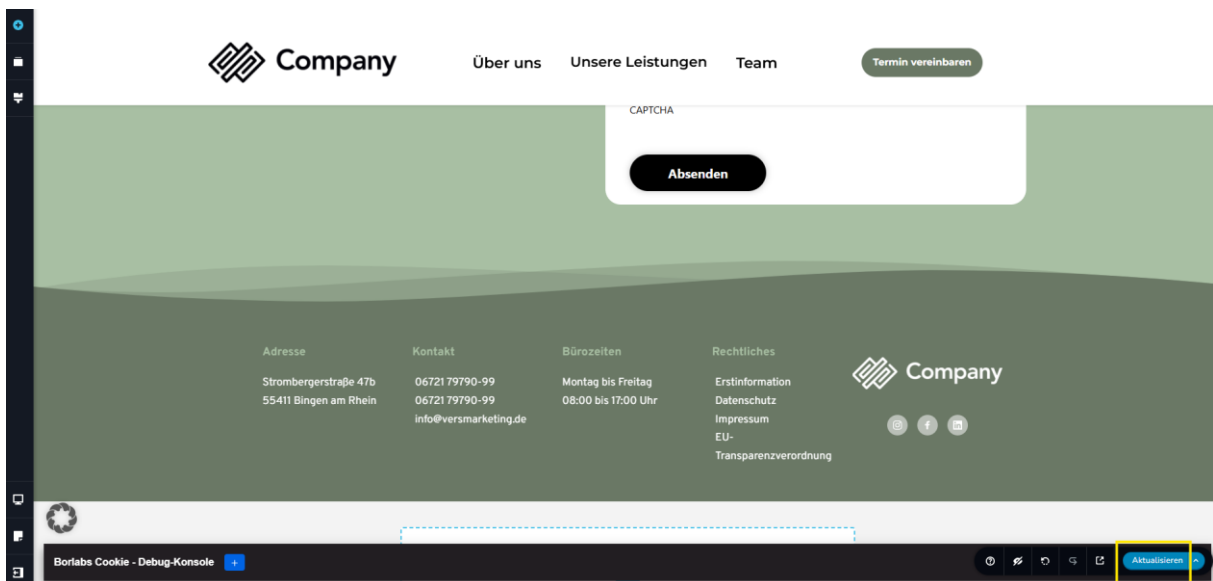 Company
Über uns
Unsere Leistungen
Team
Termin vereinbaren
CAPTCHA
Absenden
Adresse
Strombergerstraße 47b
55411 Bingen am Rhein
Kontakt
06721 79790-99
06721 79790-99
info@versmarketing.de
Bürozeiten
Montag bis Freitag
08:00 bis 17:00 Uhr
Rechtliches
Erstinformation
Datenschutz
Impressum
EU-
Transparenzverordnung
Company
Borlabs Cookie - Debug-Konsole
+
Aktualisieren